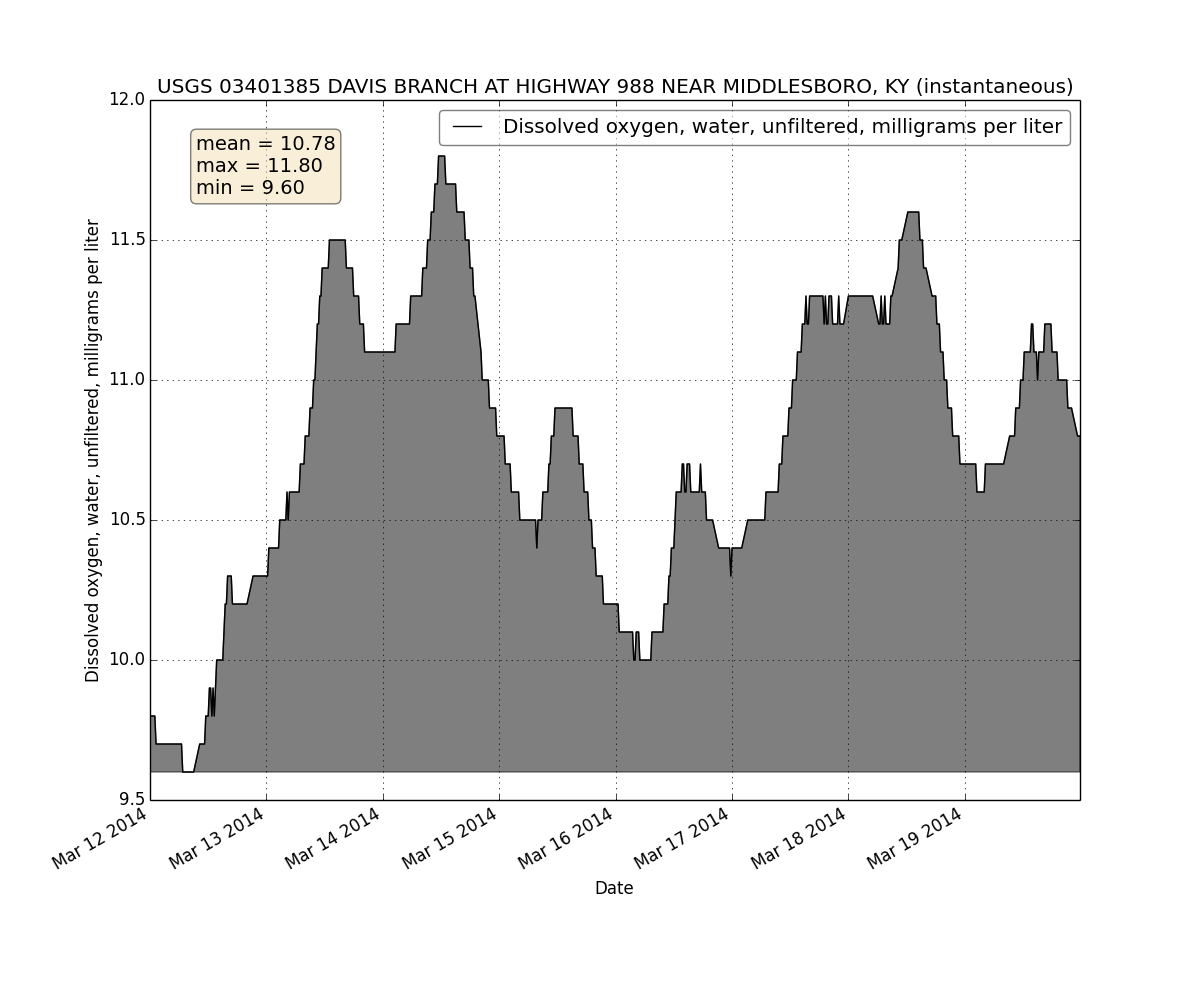 USGS 03401385 DAVIS BRANCH AT HIGHWAY 988 NEAR MIDDLESBORO, KY (instantaneous)
Dissolved oxygen, water, unfiltered, milligrams per liter
mean = 10.78
max = 11.80
min = 9.60
Dissolved oxygen, water, unfiltered, milligrams per liter
12.0
11.5
11.0
10.5
10.0
9.5
Mar 12 2014
Mar 13 2014
Mar 14 2014
Mar 15 2014
Mar 16 2014
Mar 17 2014
Mar 18 2014
Mar 19 2014
Date